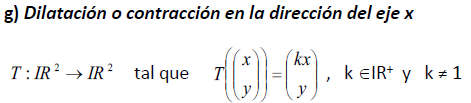 g) Dilatación o contracción en la dirección del eje x
T : IR² → IR² tal que T((x y)) = (kx y) , k ∈IR⁺ y k ≠ 1